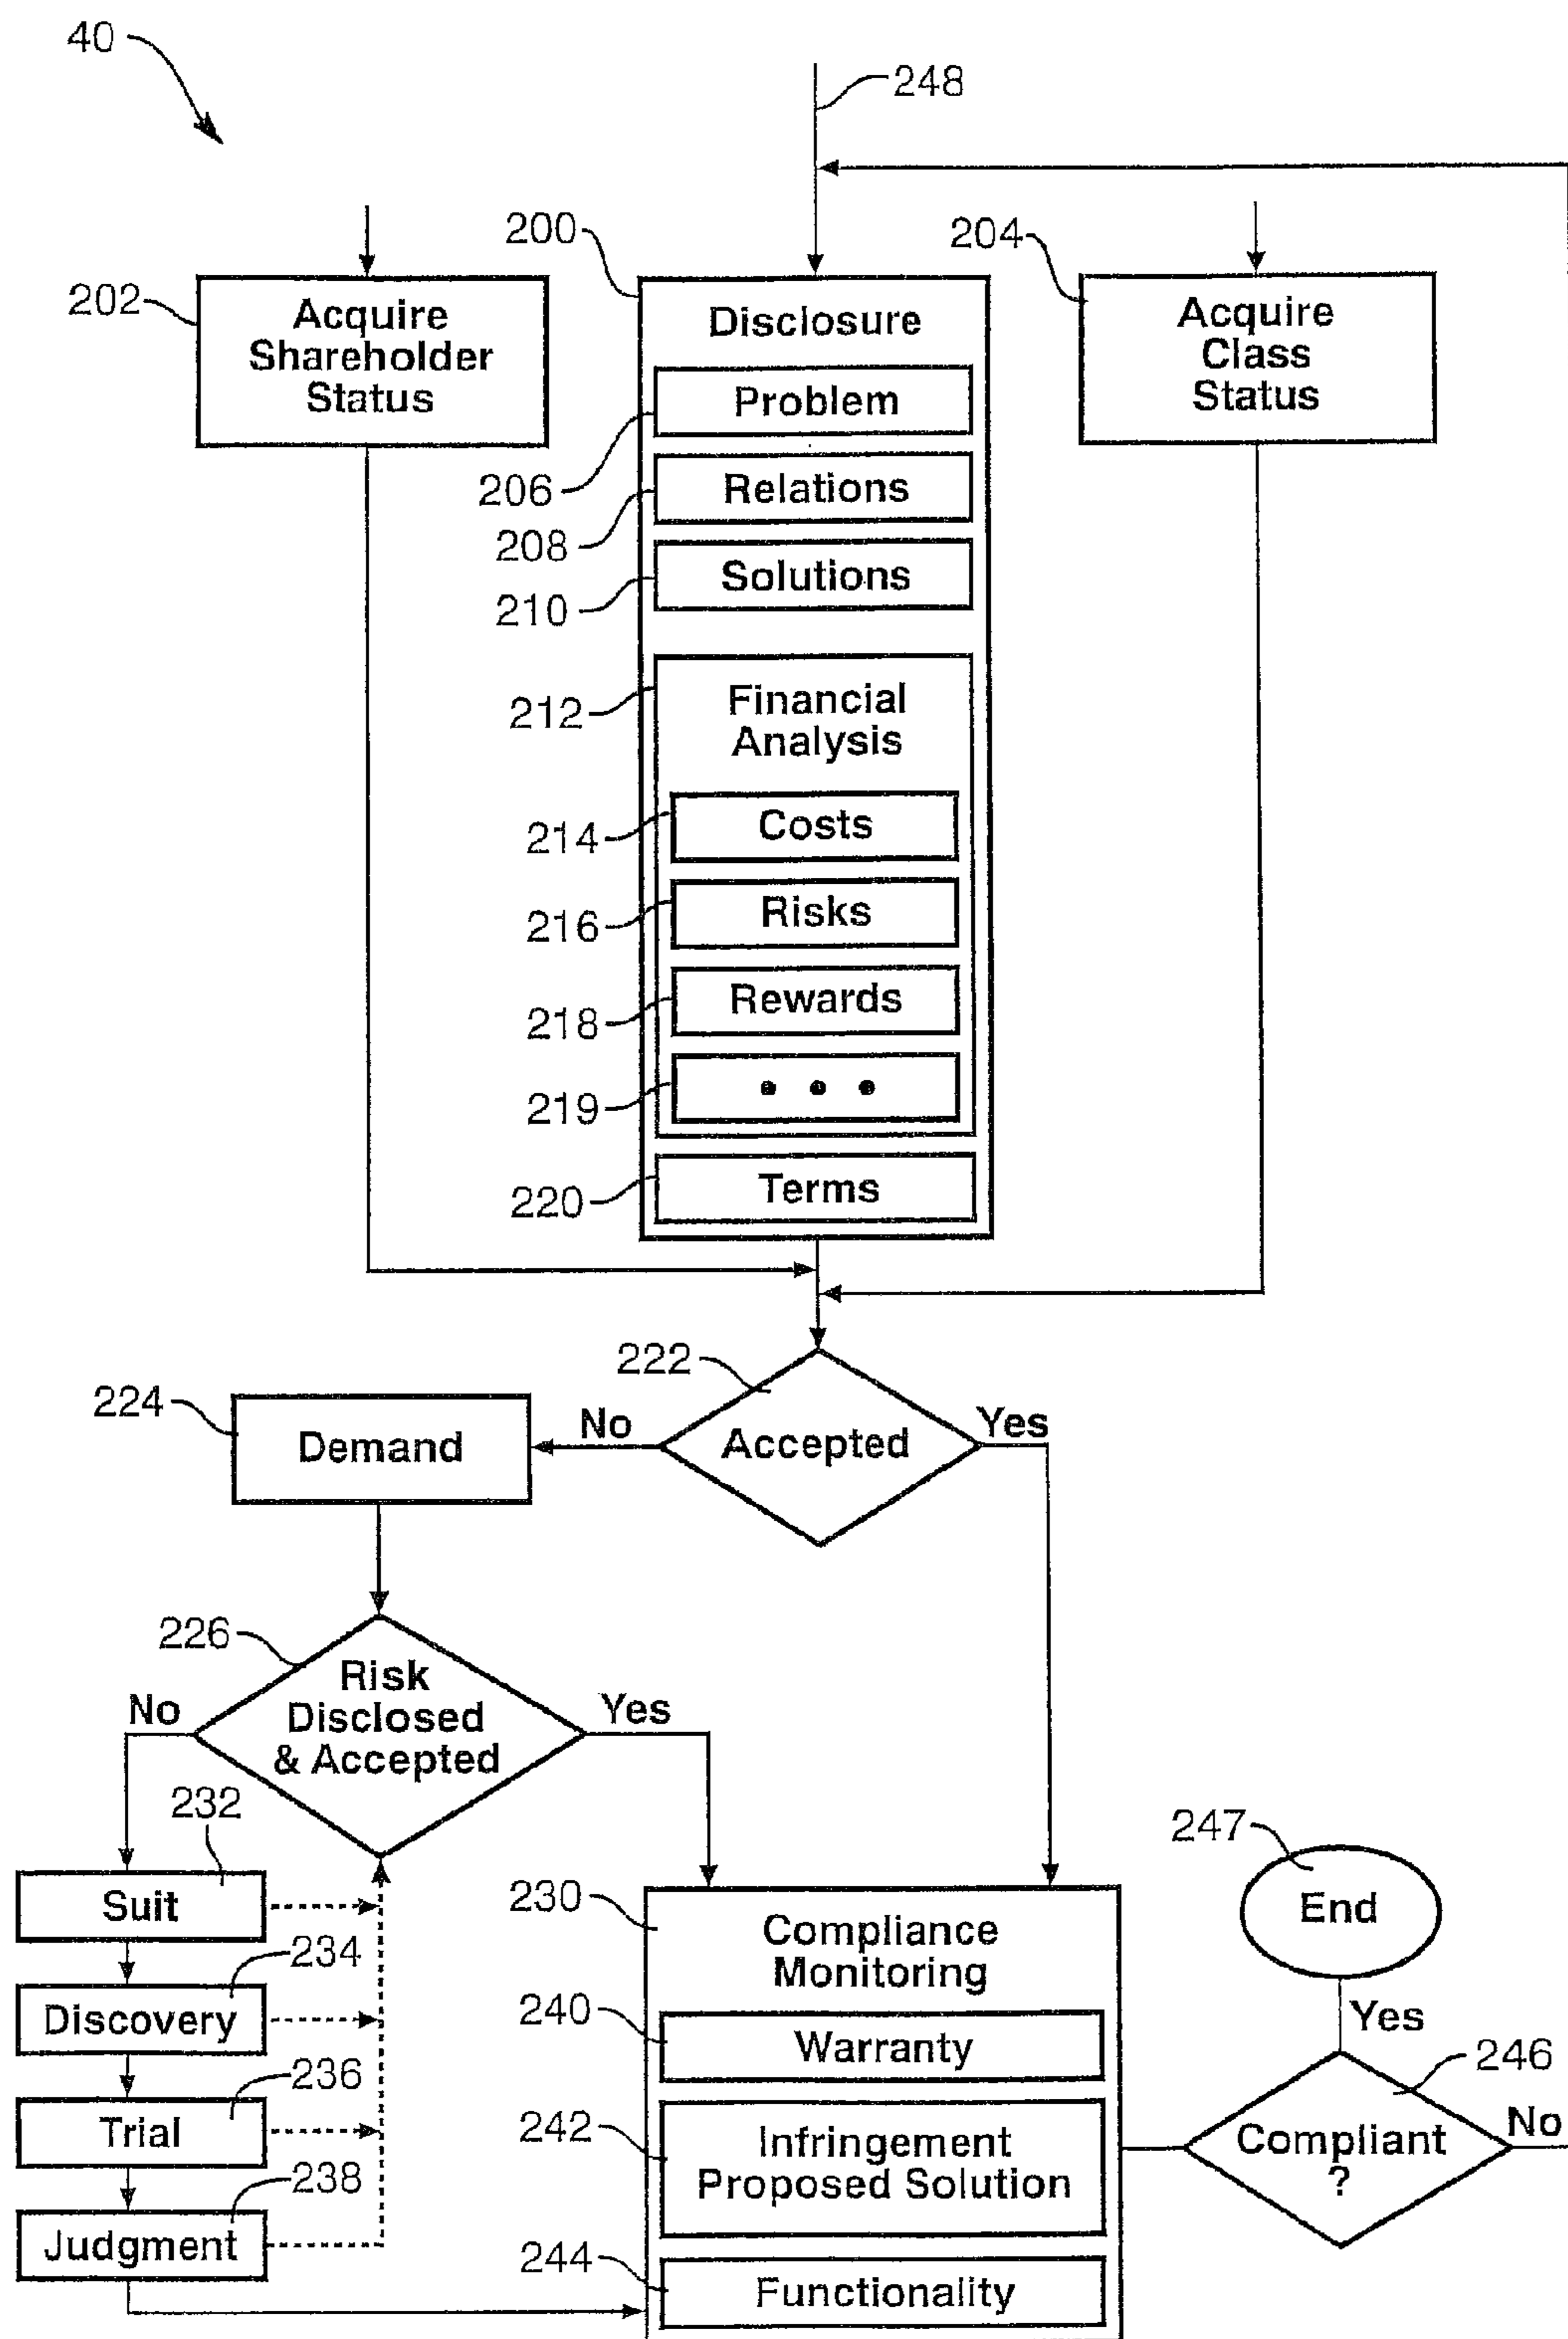 40
248
200
204
202
Acquire
Shareholder
Status
Disclosure
Acquire
Class
Status
Problem
206
Relations
208
Solutions
210
212
Financial
Analysis
214
Costs
216
Risks
218
Rewards
219
• • •
220
Terms
222
224
Demand
No
Accepted
Yes
226
Risk
Disclosed
& Accepted
No
Yes
232
Suit
234
Discovery
236
Trial
238
Judgment
230
Compliance
Monitoring
240
Warranty
242
Infringement
Proposed Solution
244
Functionality
247
End
Yes
246
Compliant
?
No